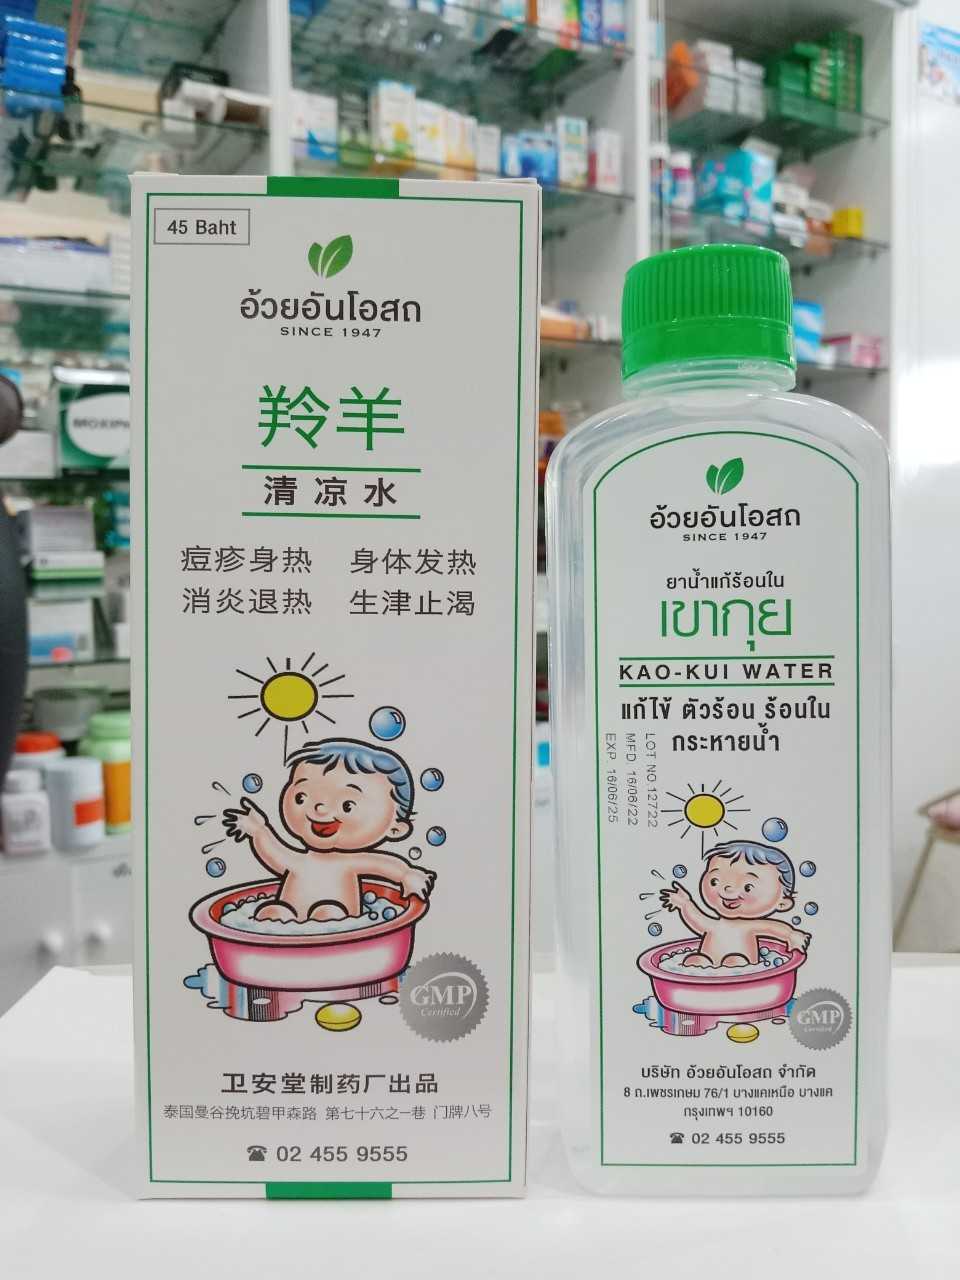 45 Baht
อ้วยอันโอสถ
SINCE 1947
羚羊
清凉水
痘疹身热 身体发热
消炎退热 生津止渴
GMP
Certified
卫安堂制药厂出品
泰国曼谷挽坑碧甲森路 第七十六之一巷 门牌八号
☎ 02 455 9555
อ้วยอันโอสถ
SINCE 1947
ยาน้ำแก้ร้อนใน
เขากุย
KAO-KUI WATER
แก้ไข้ ตัวร้อน ร้อนใน
กระหายน้ำ
LOT NO.12722
MFD. 16/06/22
EXP. 16/06/25
GMP
Certified
บริษัท อ้วยอันโอสถ จำกัด
8 ถ.เพชรเกษม 76/1 บางแคเหนือ บางแค
กรุงเทพฯ 10160
☎ 02 455 9555